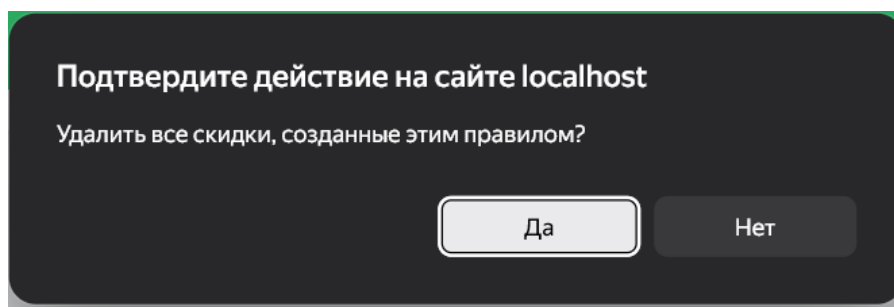 Подтвердите действие на сайте localhost
Удалить все скидки, созданные этим правилом?
Да
Нет